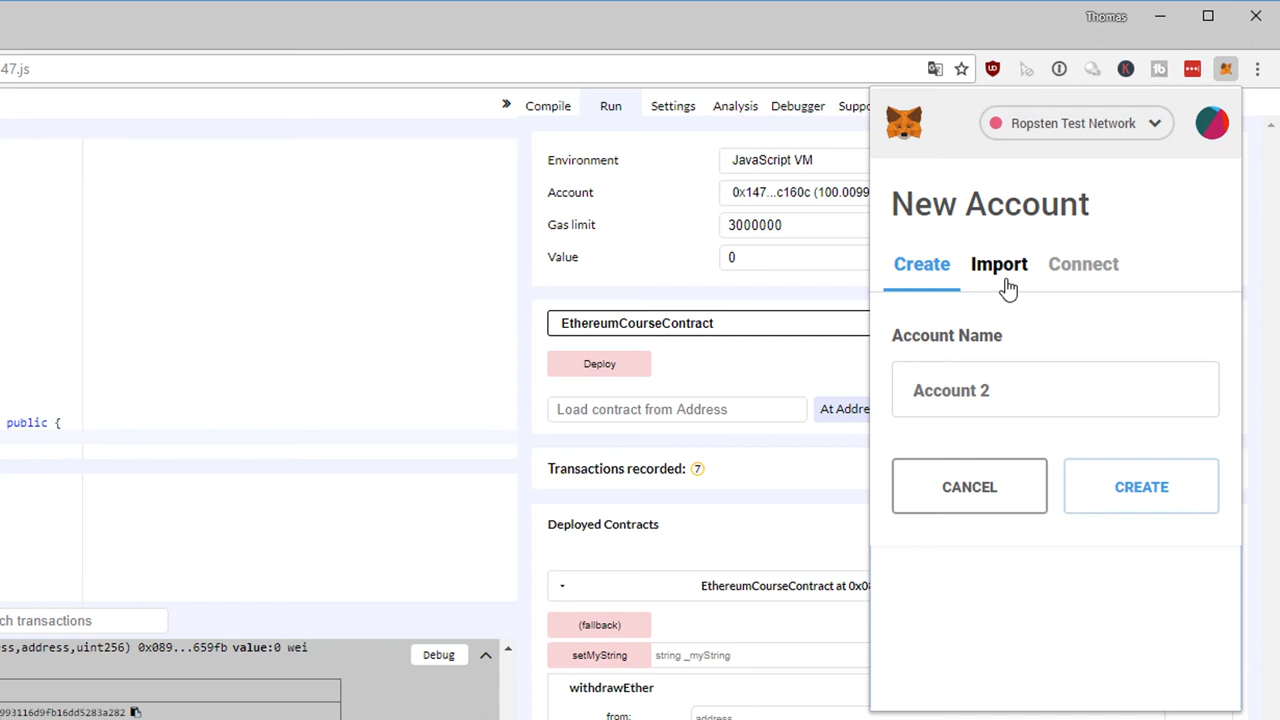 Thomas
47.js
Compile Run Settings Analysis Debugger Suppo
Ropsten Test Network
Environment JavaScript VM
Account 0x147...c160c (100.0099
Gas limit 3000000
Value 0
New Account
Create Import Connect
EthereumCourseContract
Deploy
Account Name
Account 2
Load contract from Address At Addre
public {
Transactions recorded: 7
CANCEL CREATE
Deployed Contracts
EthereumCourseContract at 0x08
(fallback)
ch transactions
setMyString string _myString
ss,address,uint256) 0x089...659fb value:0 wei
Debug
withdrawEther
from: address
993116d9fb16dd5283a282